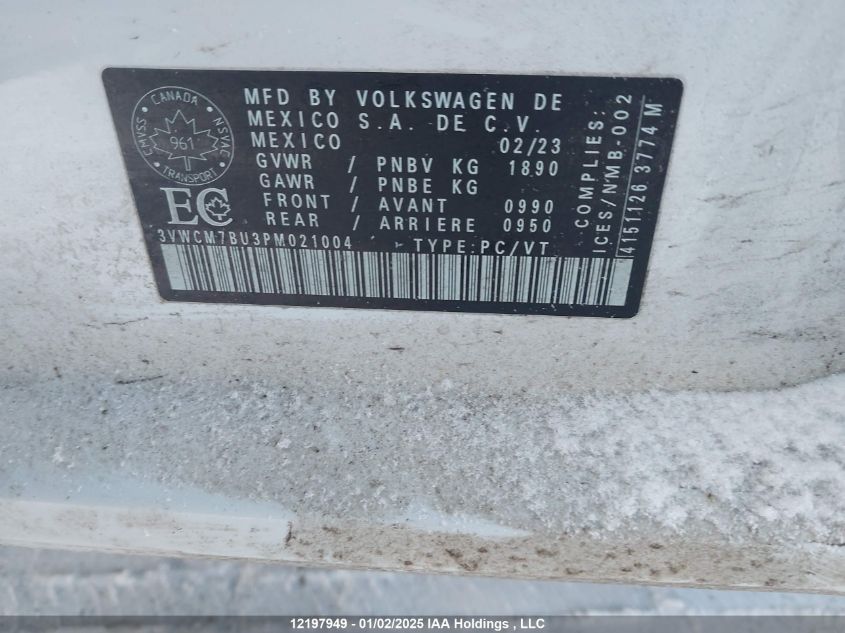 CANADA
CMVSS
NSVAC
961
TRANSPORT
EC
MFD BY VOLKSWAGEN DE
MEXICO S.A. DE C.V.
MEXICO 02/23
GVWR / PNBV KG 1890
GAWR / PNBE KG
FRONT / AVANT 0990
REAR / ARRIERE 0950
3VWCM7BU3PM021004 TYPE:PC/VT
COMPLIES:
ICES/NMB-002
4151126 3774 M
12197949 - 01/02/2025 IAA Holdings , LLC